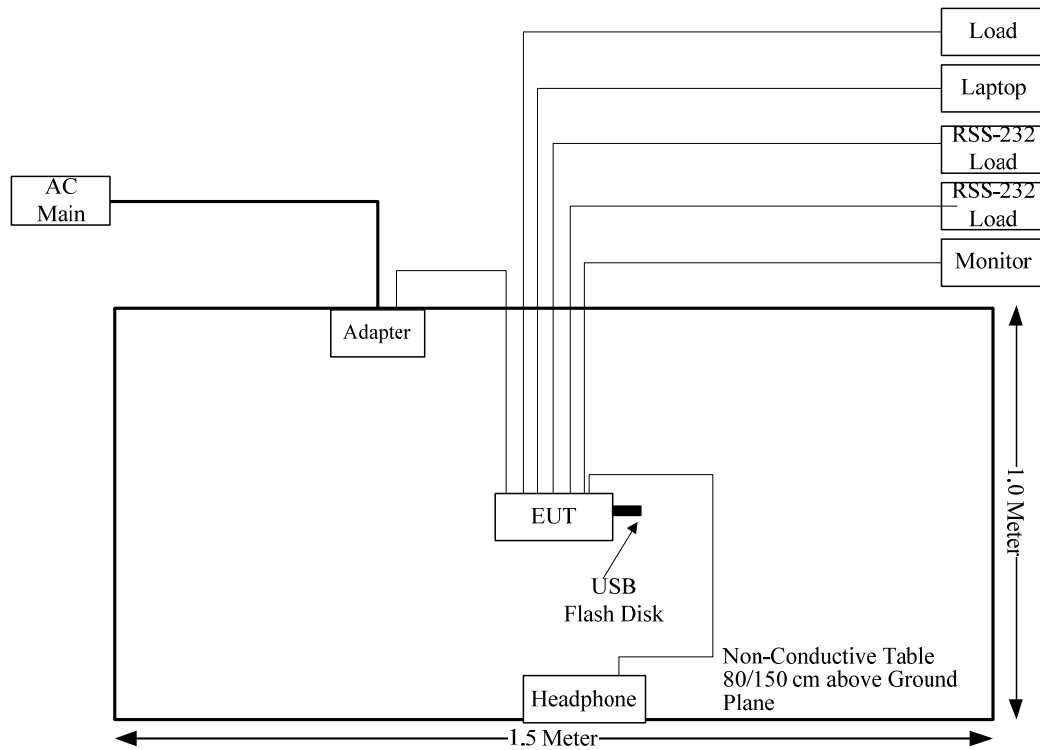 Load
Laptop
RSS-232
Load
RSS-232
Load
Monitor
AC
Main
Adapter
EUT
USB
Flash Disk
Headphone
Non-Conductive Table
80/150 cm above Ground
Plane
1.0 Meter
1.5 Meter